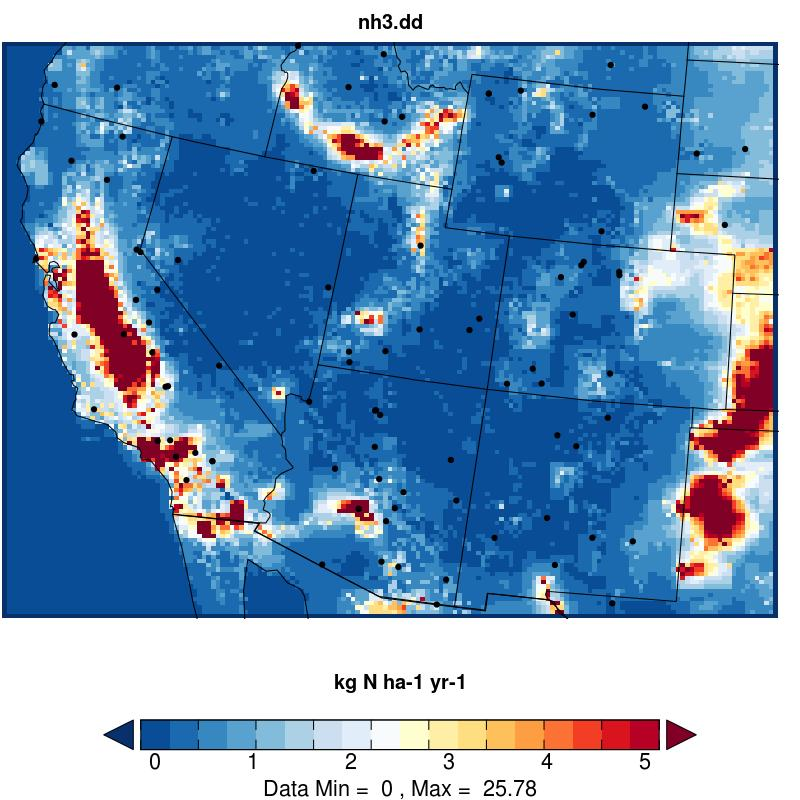 nh3.dd
kg N ha-1 yr-1
0 1 2 3 4 5
Data Min = 0 , Max = 25.78